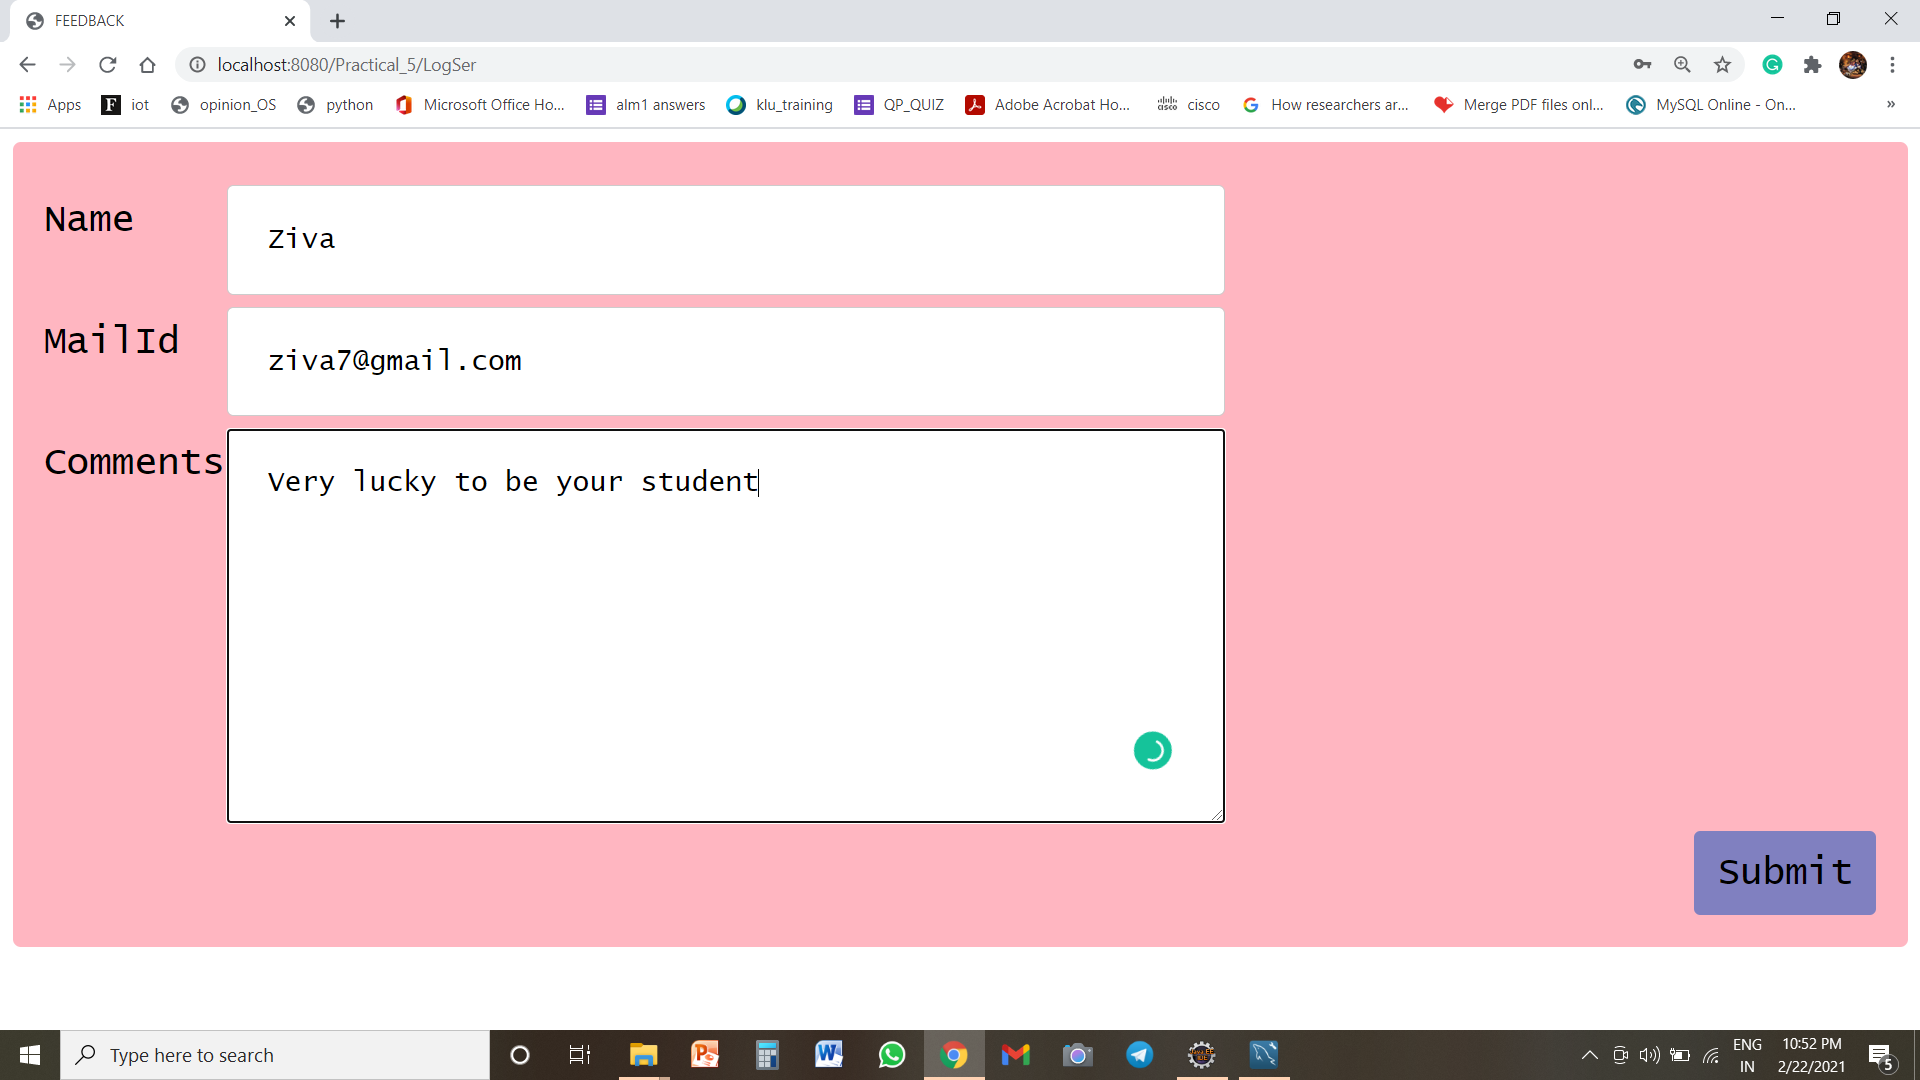 FEEDBACK
localhost:8080/Practical_5/LogSer
Apps F iot opinion_OS python Microsoft Office Ho... alm1 answers klu_training QP_QUIZ Adobe Acrobat Ho... cisco How researchers ar... Merge PDF files onl... MySQL Online - On... »
Name Ziva
MailId ziva7@gmail.com
Comments Very lucky to be your student
Submit
Type here to search
ENG 10:52 PM
IN 2/22/2021 5